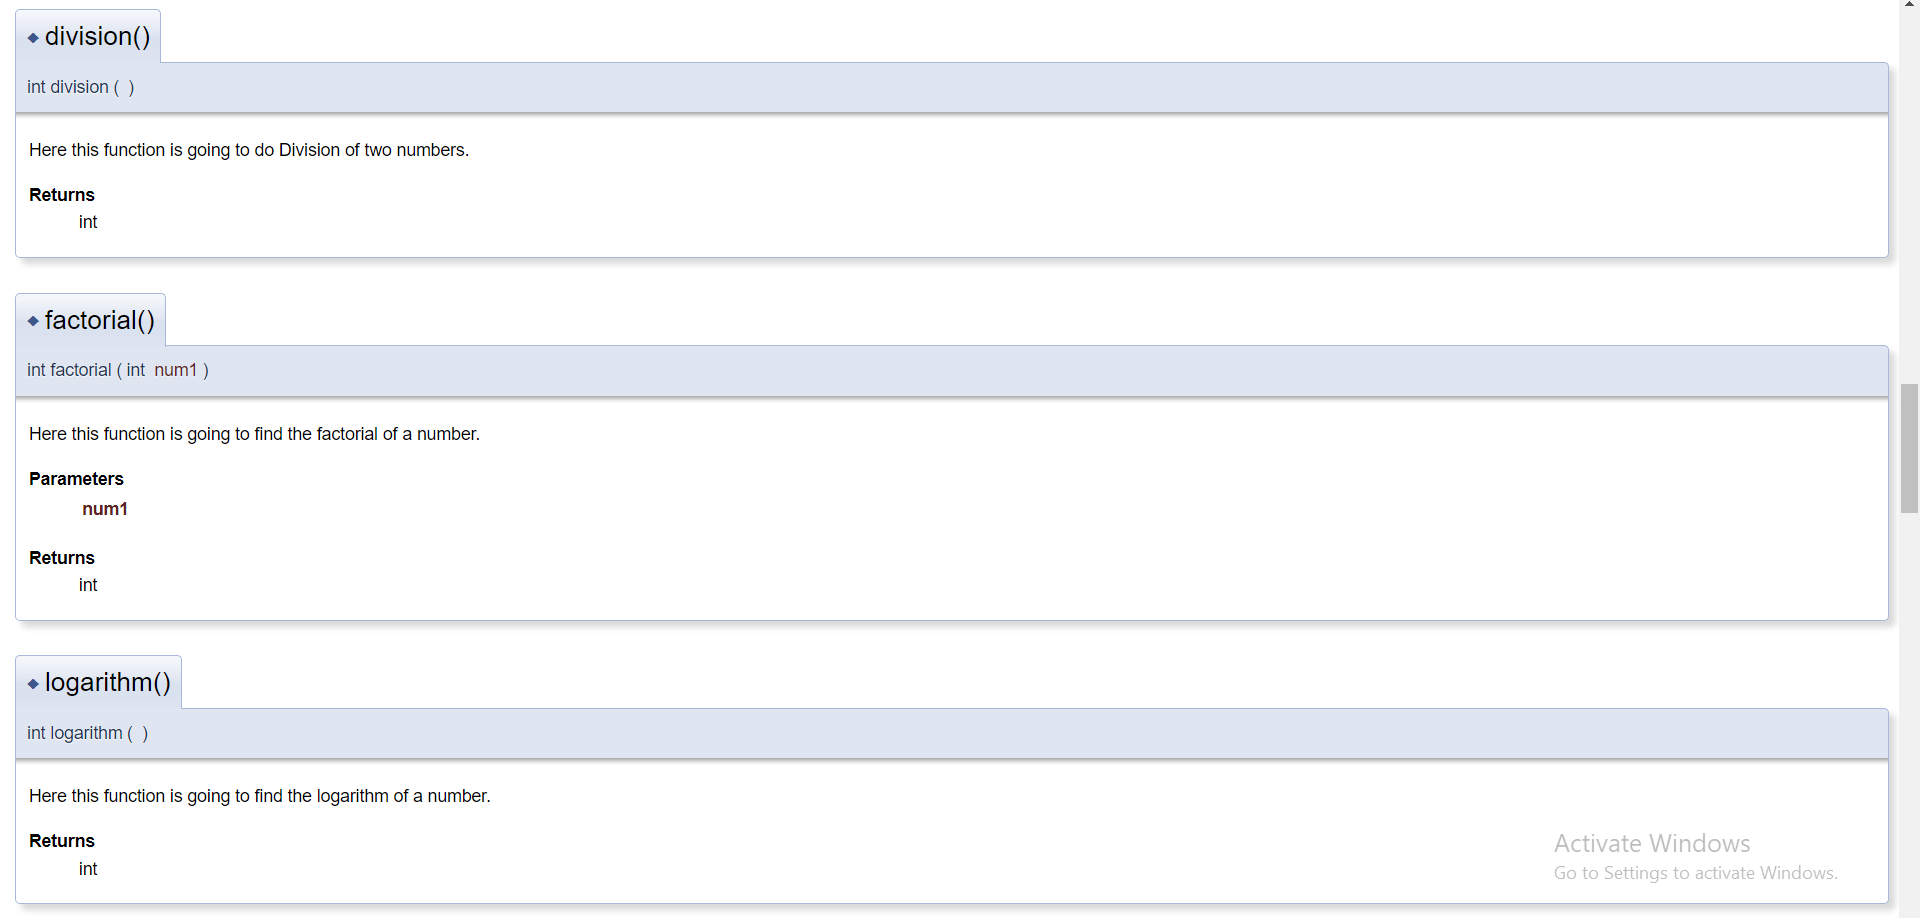 ◆ division()
int division ( )
Here this function is going to do Division of two numbers.
Returns
int
◆ factorial()
int factorial ( int num1 )
Here this function is going to find the factorial of a number.
Parameters
num1
Returns
int
◆ logarithm()
int logarithm ( )
Here this function is going to find the logarithm of a number.
Returns
int
Activate Windows
Go to Settings to activate Windows.